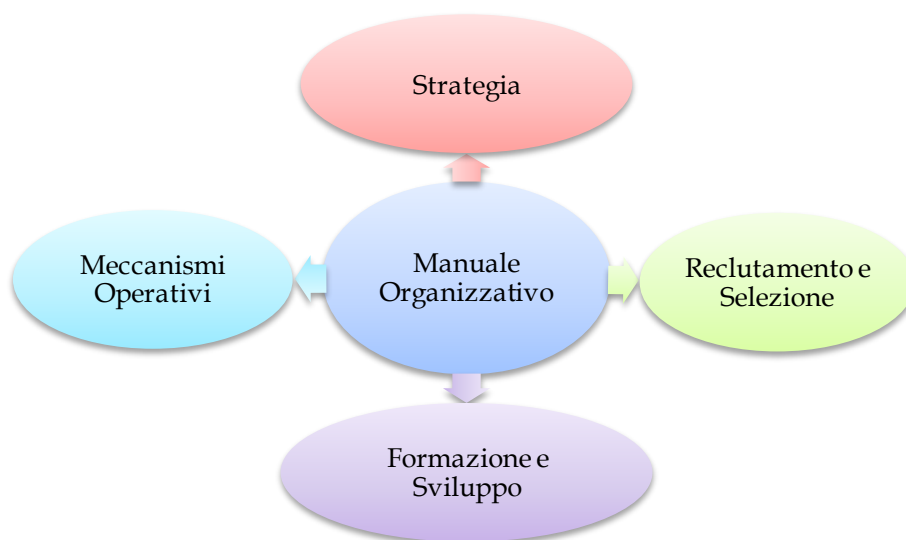 Strategia
Meccanismi
Operativi
Manuale
Organizzativo
Reclutamento e
Selezione
Formazione e
Sviluppo